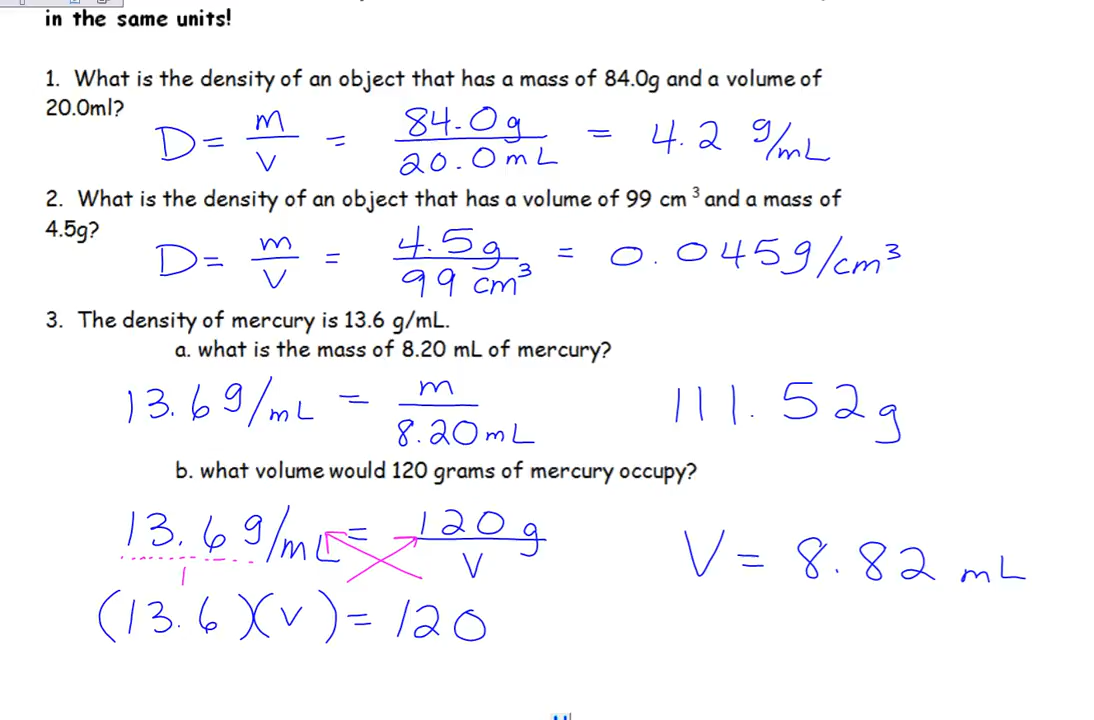 in the same units!
1. What is the density of an object that has a mass of 84.0g and a volume of
20.0ml?
D = m/v = 84.0g/20.0mL = 4.2 g/mL
2. What is the density of an object that has a volume of 99 cm³ and a mass of
4.5g?
D = m/v = 4.5g/99 cm³ = 0.045g/cm³
3. The density of mercury is 13.6 g/mL.
a. what is the mass of 8.20 mL of mercury?
13.6g/mL = m/8.20mL 111.52g
b. what volume would 120 grams of mercury occupy?
13.6g/mL = 120g/V V = 8.82 mL
1
(13.6)(v) = 120